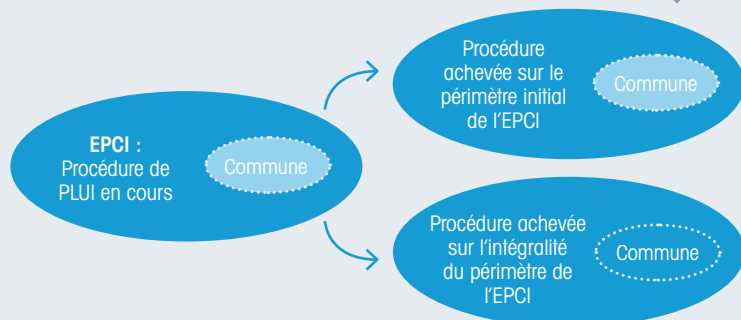 EPCI :
Procédure de
PLUI en cours
Commune
Procédure
achevée sur le
périmètre initial
de l'EPCI
Commune
Procédure achevée
sur l'intégralité
du périmètre de
l'EPCI
Commune